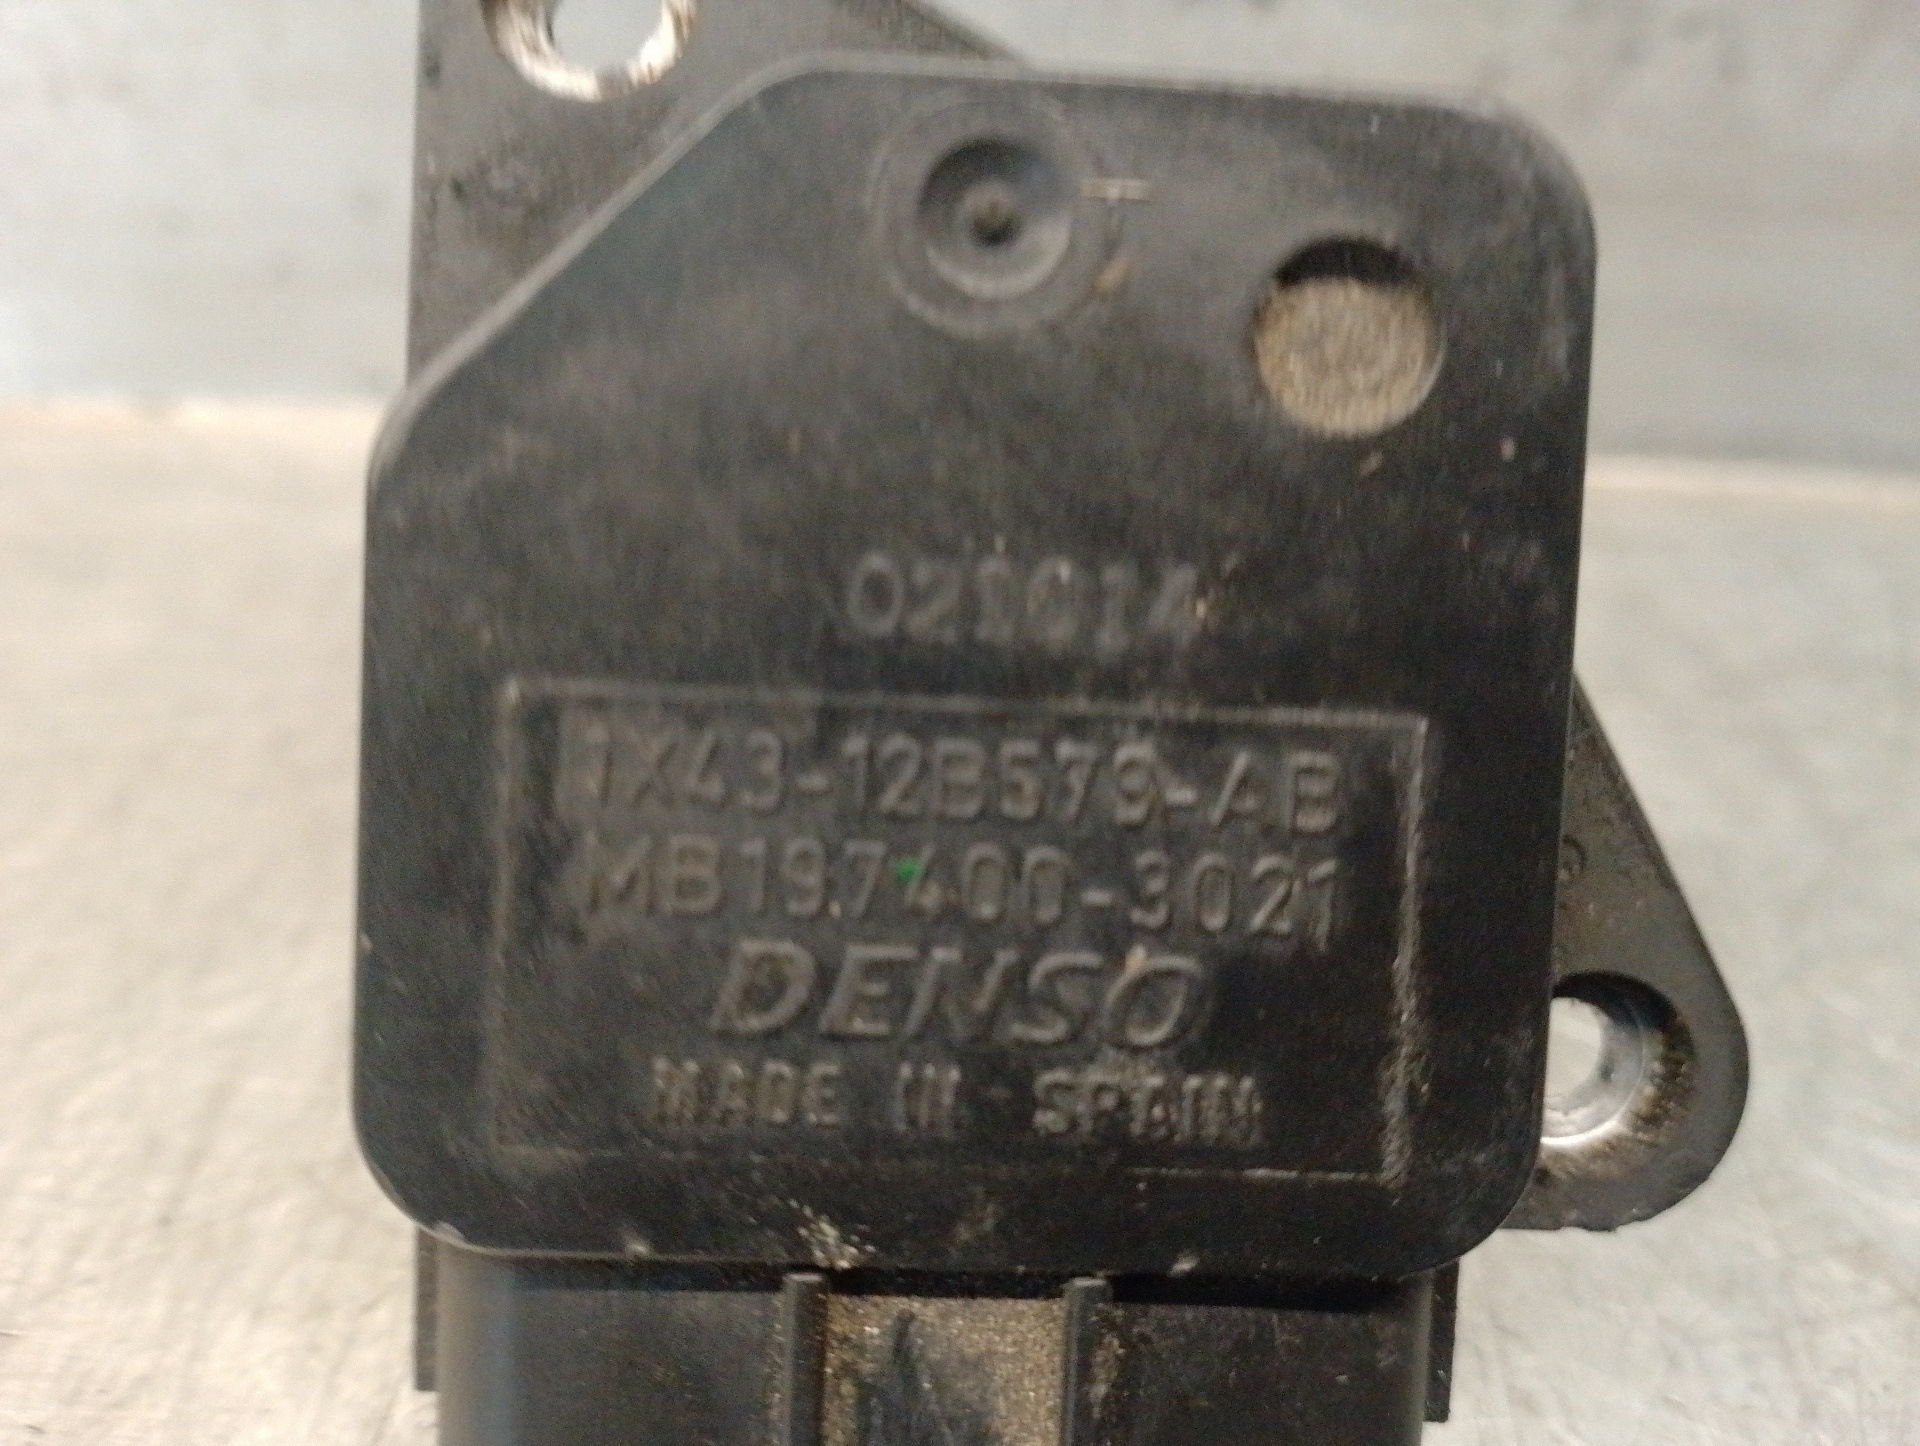 021014
1X43-12B579-AB
MB197400-3021
DENSO
MADE IN SPAIN